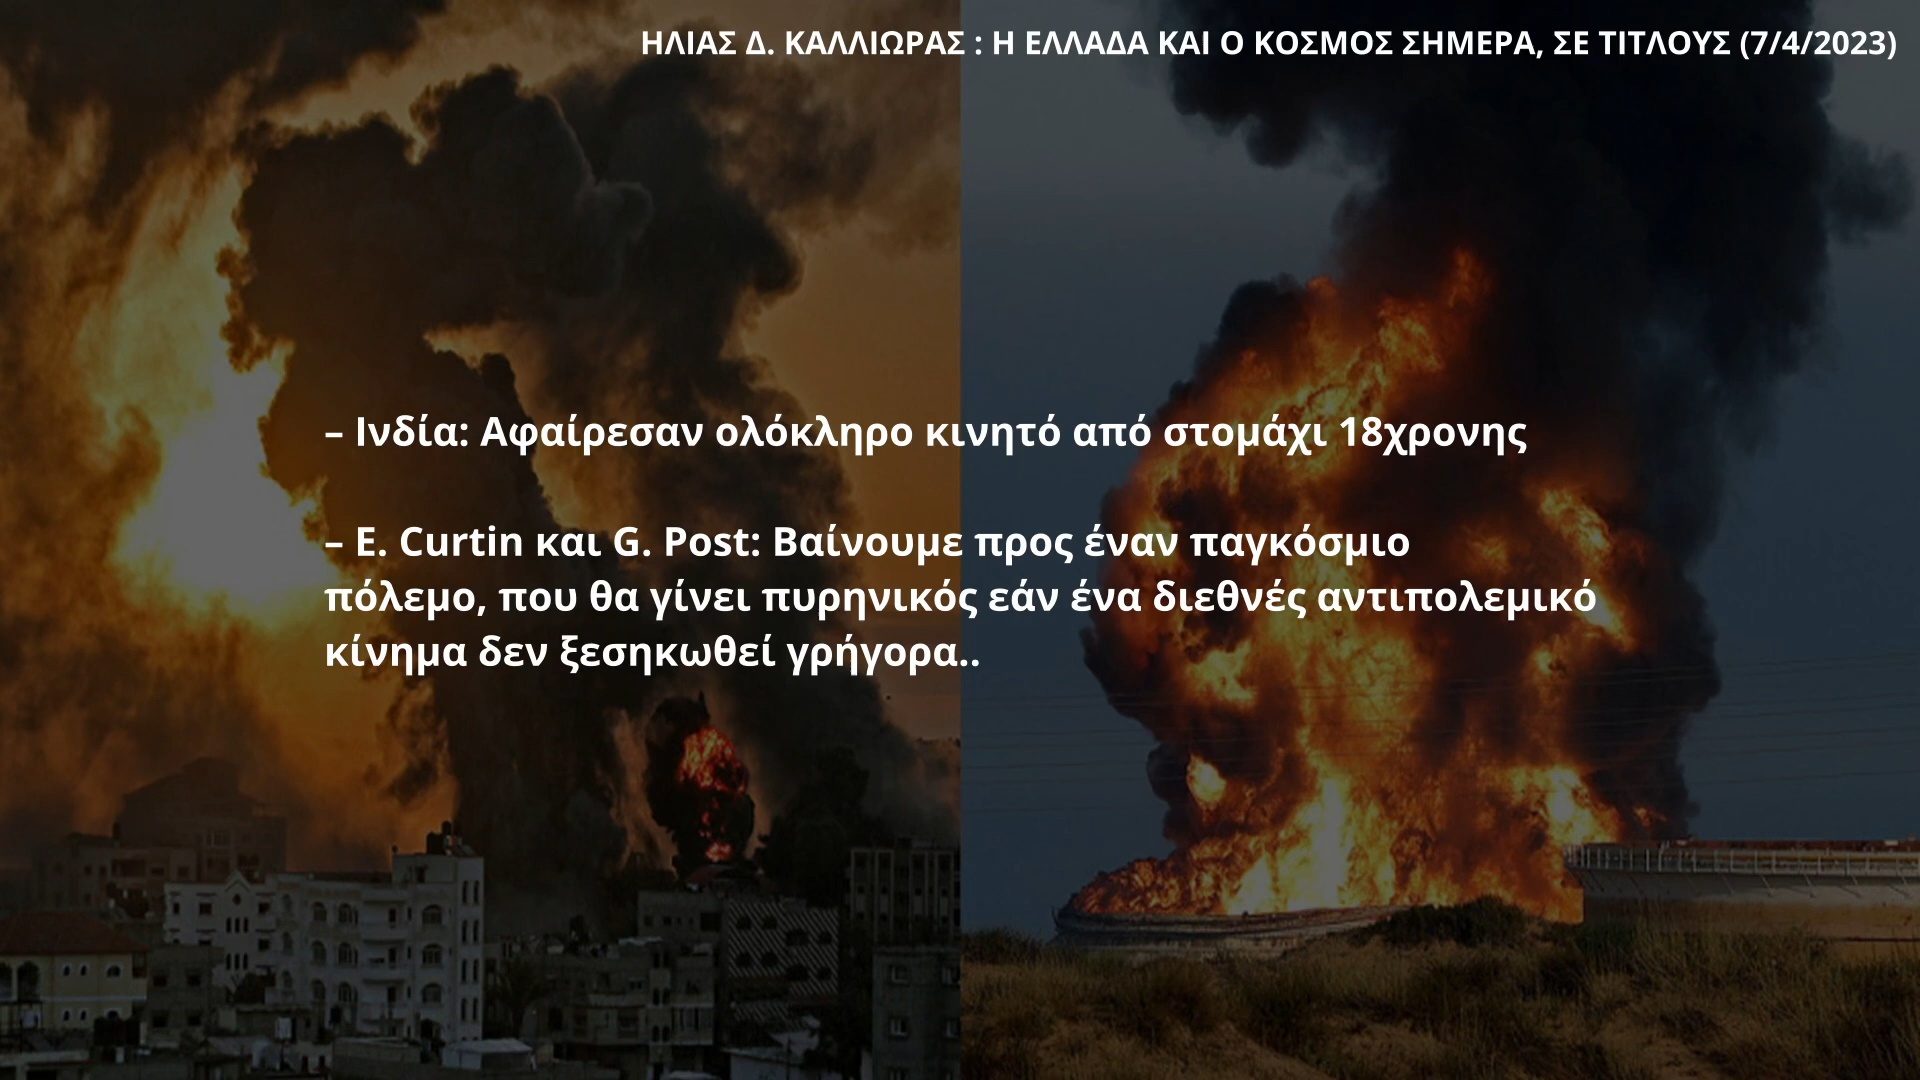 ΗΛΙΑΣ Δ. ΚΑΛΛΙΩΡΑΣ : Η ΕΛΛΑΔΑ ΚΑΙ Ο ΚΟΣΜΟΣ ΣΗΜΕΡΑ, ΣΕ ΤΙΤΛΟΥΣ (7/4/2023)
– Ινδία: Αφαίρεσαν ολόκληρο κινητό από στομάχι 18χρονης
– E. Curtin και G. Post: Βαίνουμε προς έναν παγκόσμιο
πόλεμο, που θα γίνει πυρηνικός εάν ένα διεθνές αντιπολεμικό
κίνημα δεν ξεσηκωθεί γρήγορα..